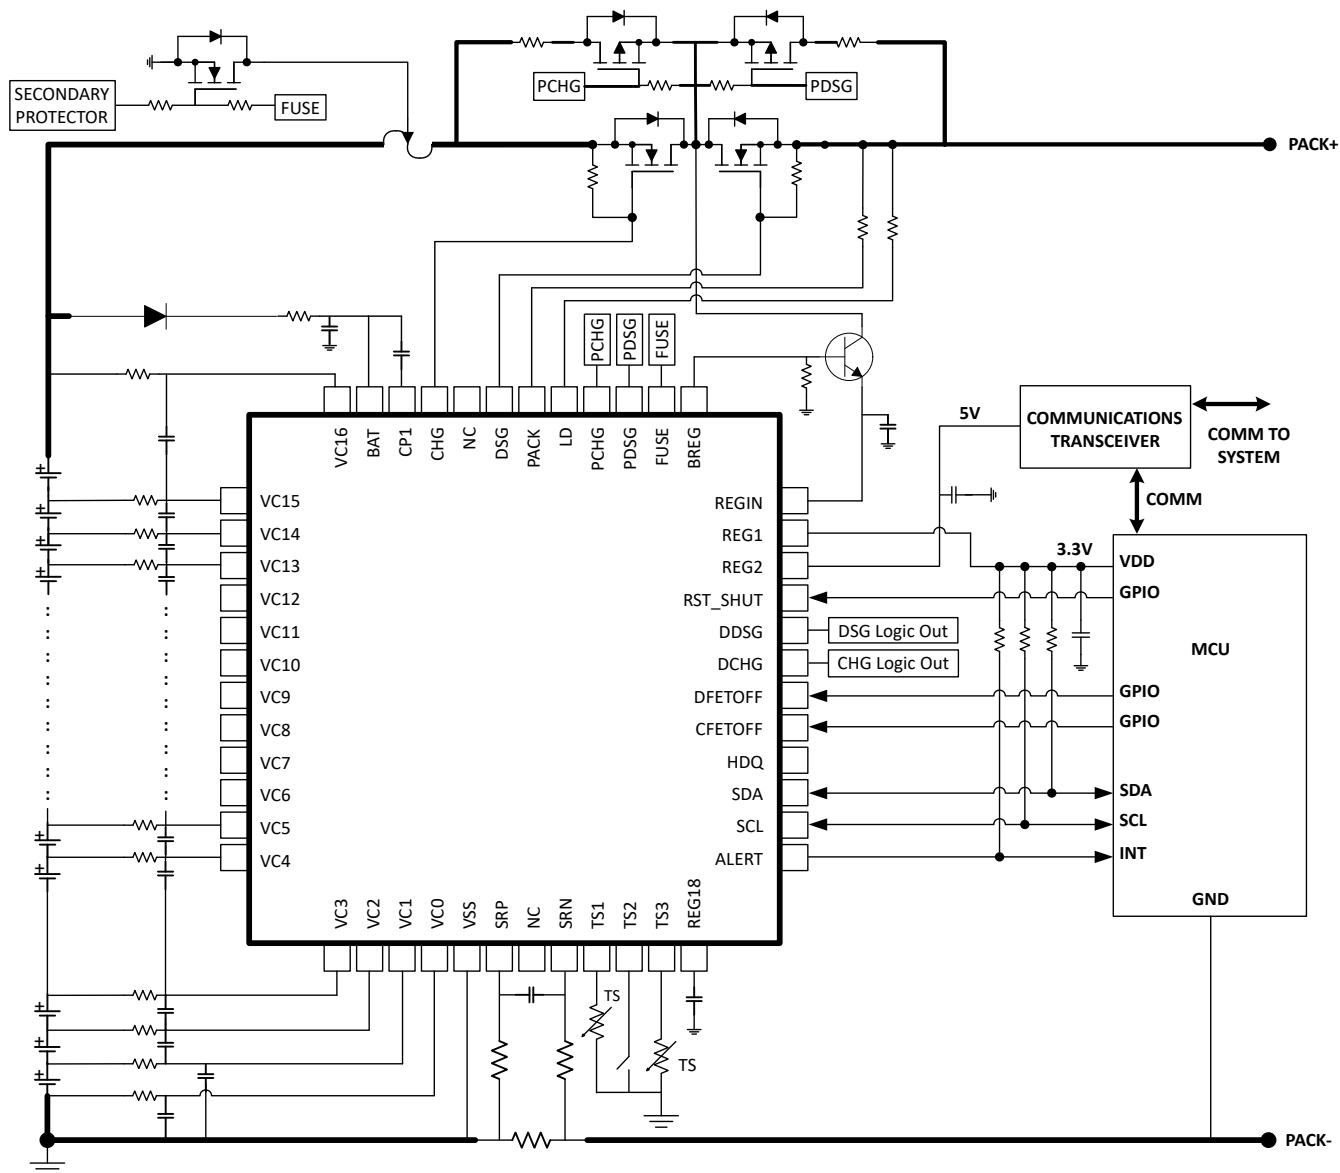 SECONDARY
PROTECTOR
FUSE
PCHG
PDSG
PACK+
PCHG
PDSG
FUSE
VC16
BAT
CP1
CHG
NC
DSG
PACK
LD
PCHG
PDSG
FUSE
BREG
5V
COMMUNICATIONS
TRANSCEIVER
COMM TO
SYSTEM
COMM
VC15
VC14
VC13
VC12
VC11
VC10
VC9
VC8
VC7
VC6
VC5
VC4
REGIN
REG1
REG2
RST_SHUT
DDSG
DCHG
DFETOFF
CFETOFF
HDQ
SDA
SCL
ALERT
DSG Logic Out
CHG Logic Out
3.3V
VDD
GPIO
MCU
GPIO
GPIO
SDA
SCL
INT
GND
VC3
VC2
VC1
VC0
VSS
SRP
NC
SRN
TS1
TS2
TS3
REG18
TS
TS
PACK-
+
+
+
+
+
+
+
+